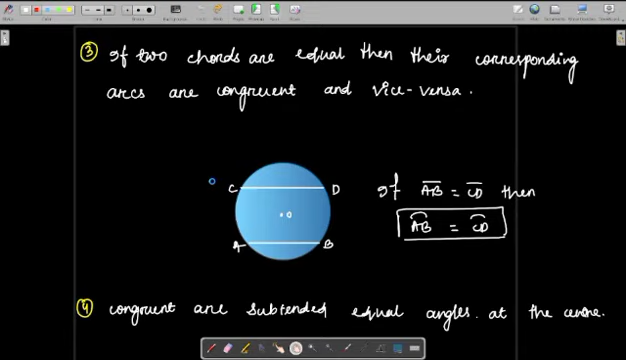 ③ If two chords are equal then their corresponding
arcs are congruent and vice-versa.
C D
If AB = CD then
O
AB = CD
A B
④ congruent arc subtended equal angles at the centre.